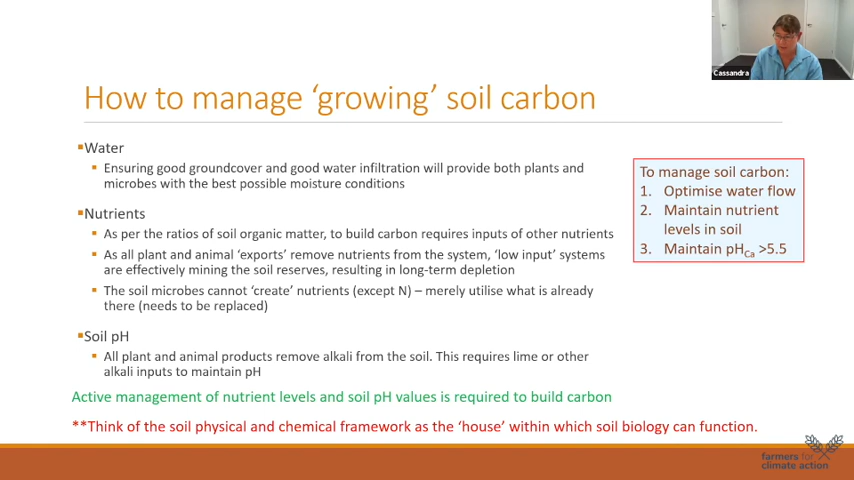 Cassandra
How to manage ‘growing’ soil carbon
Water
Ensuring good groundcover and good water infiltration will provide both plants and
microbes with the best possible moisture conditions
Nutrients
As per the ratios of soil organic matter, to build carbon requires inputs of other nutrients
As all plant and animal ‘exports’ remove nutrients from the system, ‘low input’ systems
are effectively mining the soil reserves, resulting in long-term depletion
The soil microbes cannot ‘create’ nutrients (except N) – merely utilise what is already
there (needs to be replaced)
Soil pH
All plant and animal products remove alkali from the soil. This requires lime or other
alkali inputs to maintain pH
To manage soil carbon:
1. Optimise water flow
2. Maintain nutrient
levels in soil
3. Maintain pHCa >5.5
Active management of nutrient levels and soil pH values is required to build carbon
**Think of the soil physical and chemical framework as the ‘house’ within which soil biology can function.
farmers for
climate action